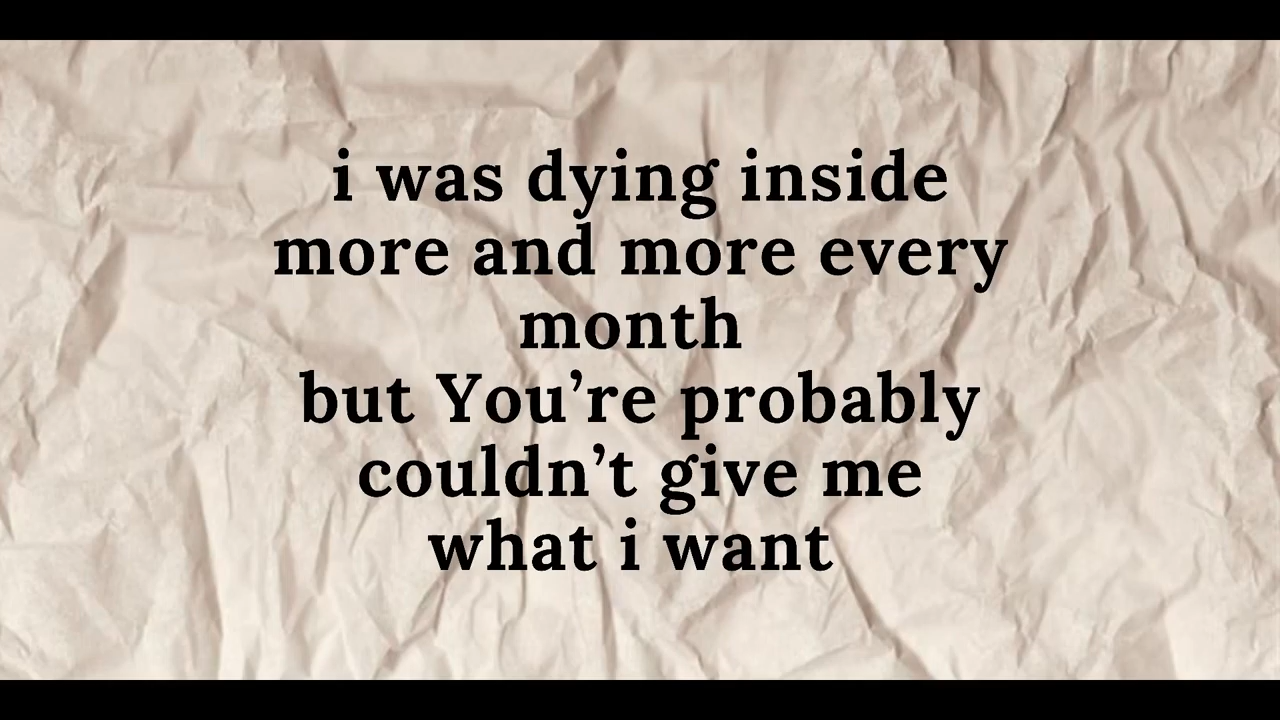 i was dying inside
more and more every
month
but You’re probably
couldn’t give me
what i want